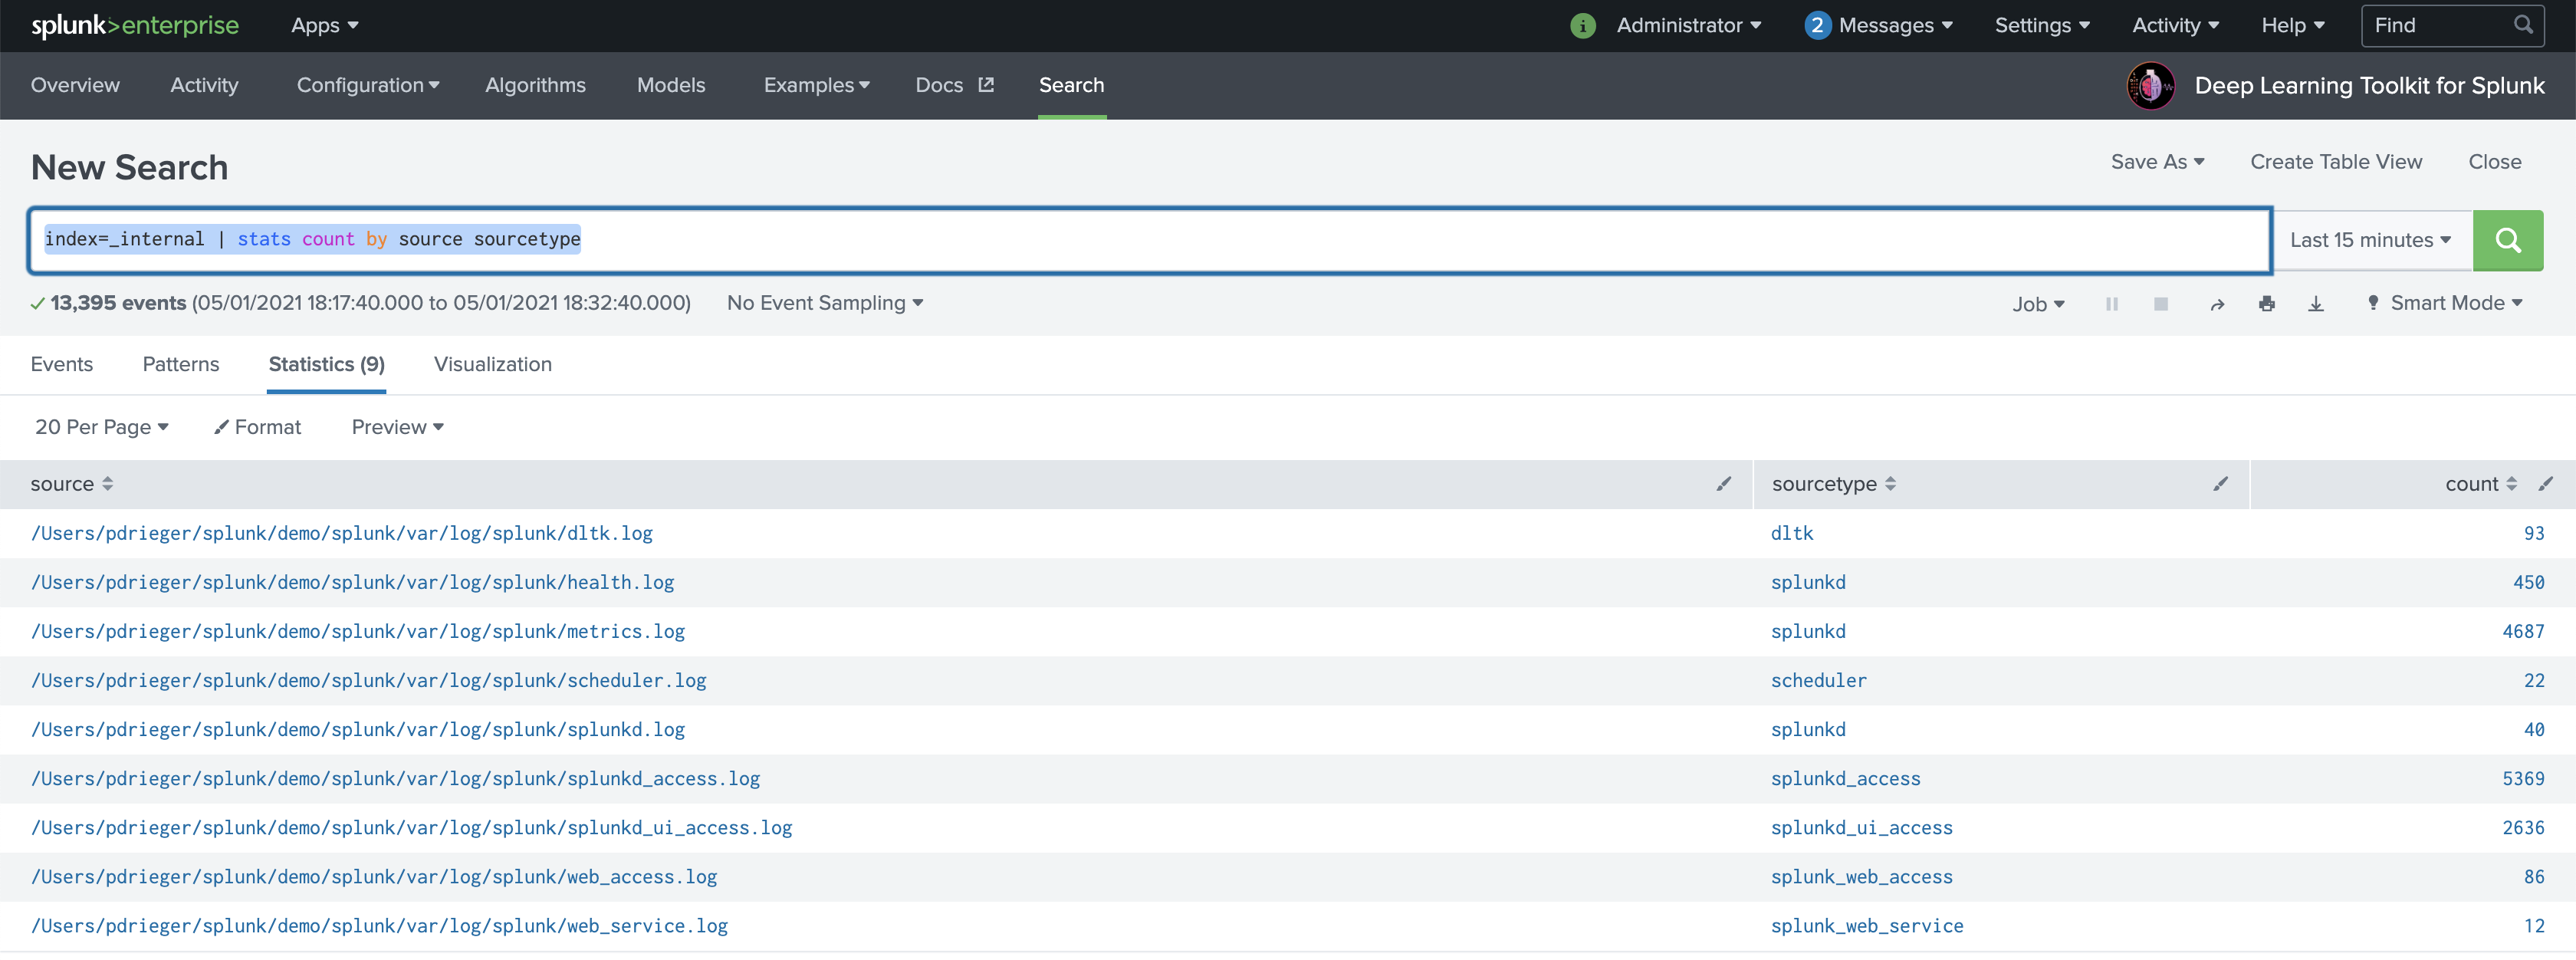 splunk>enterprise Apps Administrator 2 Messages Settings Activity Help Find
Overview Activity Configuration Algorithms Models Examples Docs Search Deep Learning Toolkit for Splunk
New Search Save As Create Table View Close
index=_internal | stats count by source sourcetype Last 15 minutes
13,395 events (05/01/2021 18:17:40.000 to 05/01/2021 18:32:40.000) No Event Sampling Job Smart Mode
Events Patterns Statistics (9) Visualization
20 Per Page Format Preview
source sourcetype count
/Users/pdrieger/splunk/demo/splunk/var/log/splunk/dltk.log dltk 93
/Users/pdrieger/splunk/demo/splunk/var/log/splunk/health.log splunkd 450
/Users/pdrieger/splunk/demo/splunk/var/log/splunk/metrics.log splunkd 4687
/Users/pdrieger/splunk/demo/splunk/var/log/splunk/scheduler.log scheduler 22
/Users/pdrieger/splunk/demo/splunk/var/log/splunk/splunkd.log splunkd 40
/Users/pdrieger/splunk/demo/splunk/var/log/splunk/splunkd_access.log splunkd_access 5369
/Users/pdrieger/splunk/demo/splunk/var/log/splunk/splunkd_ui_access.log splunkd_ui_access 2636
/Users/pdrieger/splunk/demo/splunk/var/log/splunk/web_access.log splunk_web_access 86
/Users/pdrieger/splunk/demo/splunk/var/log/splunk/web_service.log splunk_web_service 12